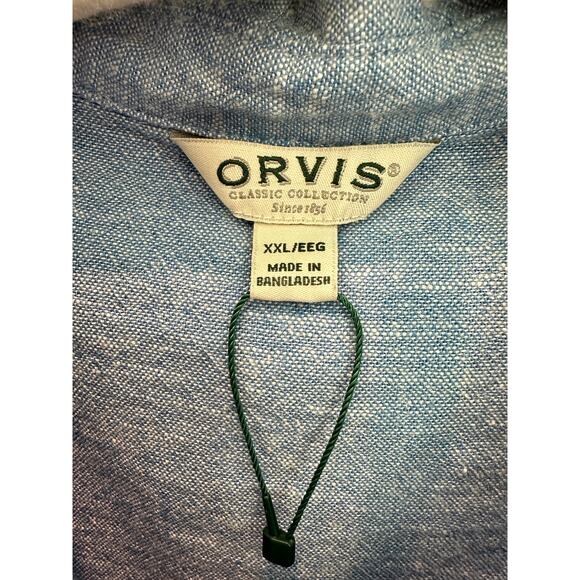 ORVIS®
CLASSIC COLLECTION
Since 1856
XXL/EEG
MADE IN
BANGLADESH